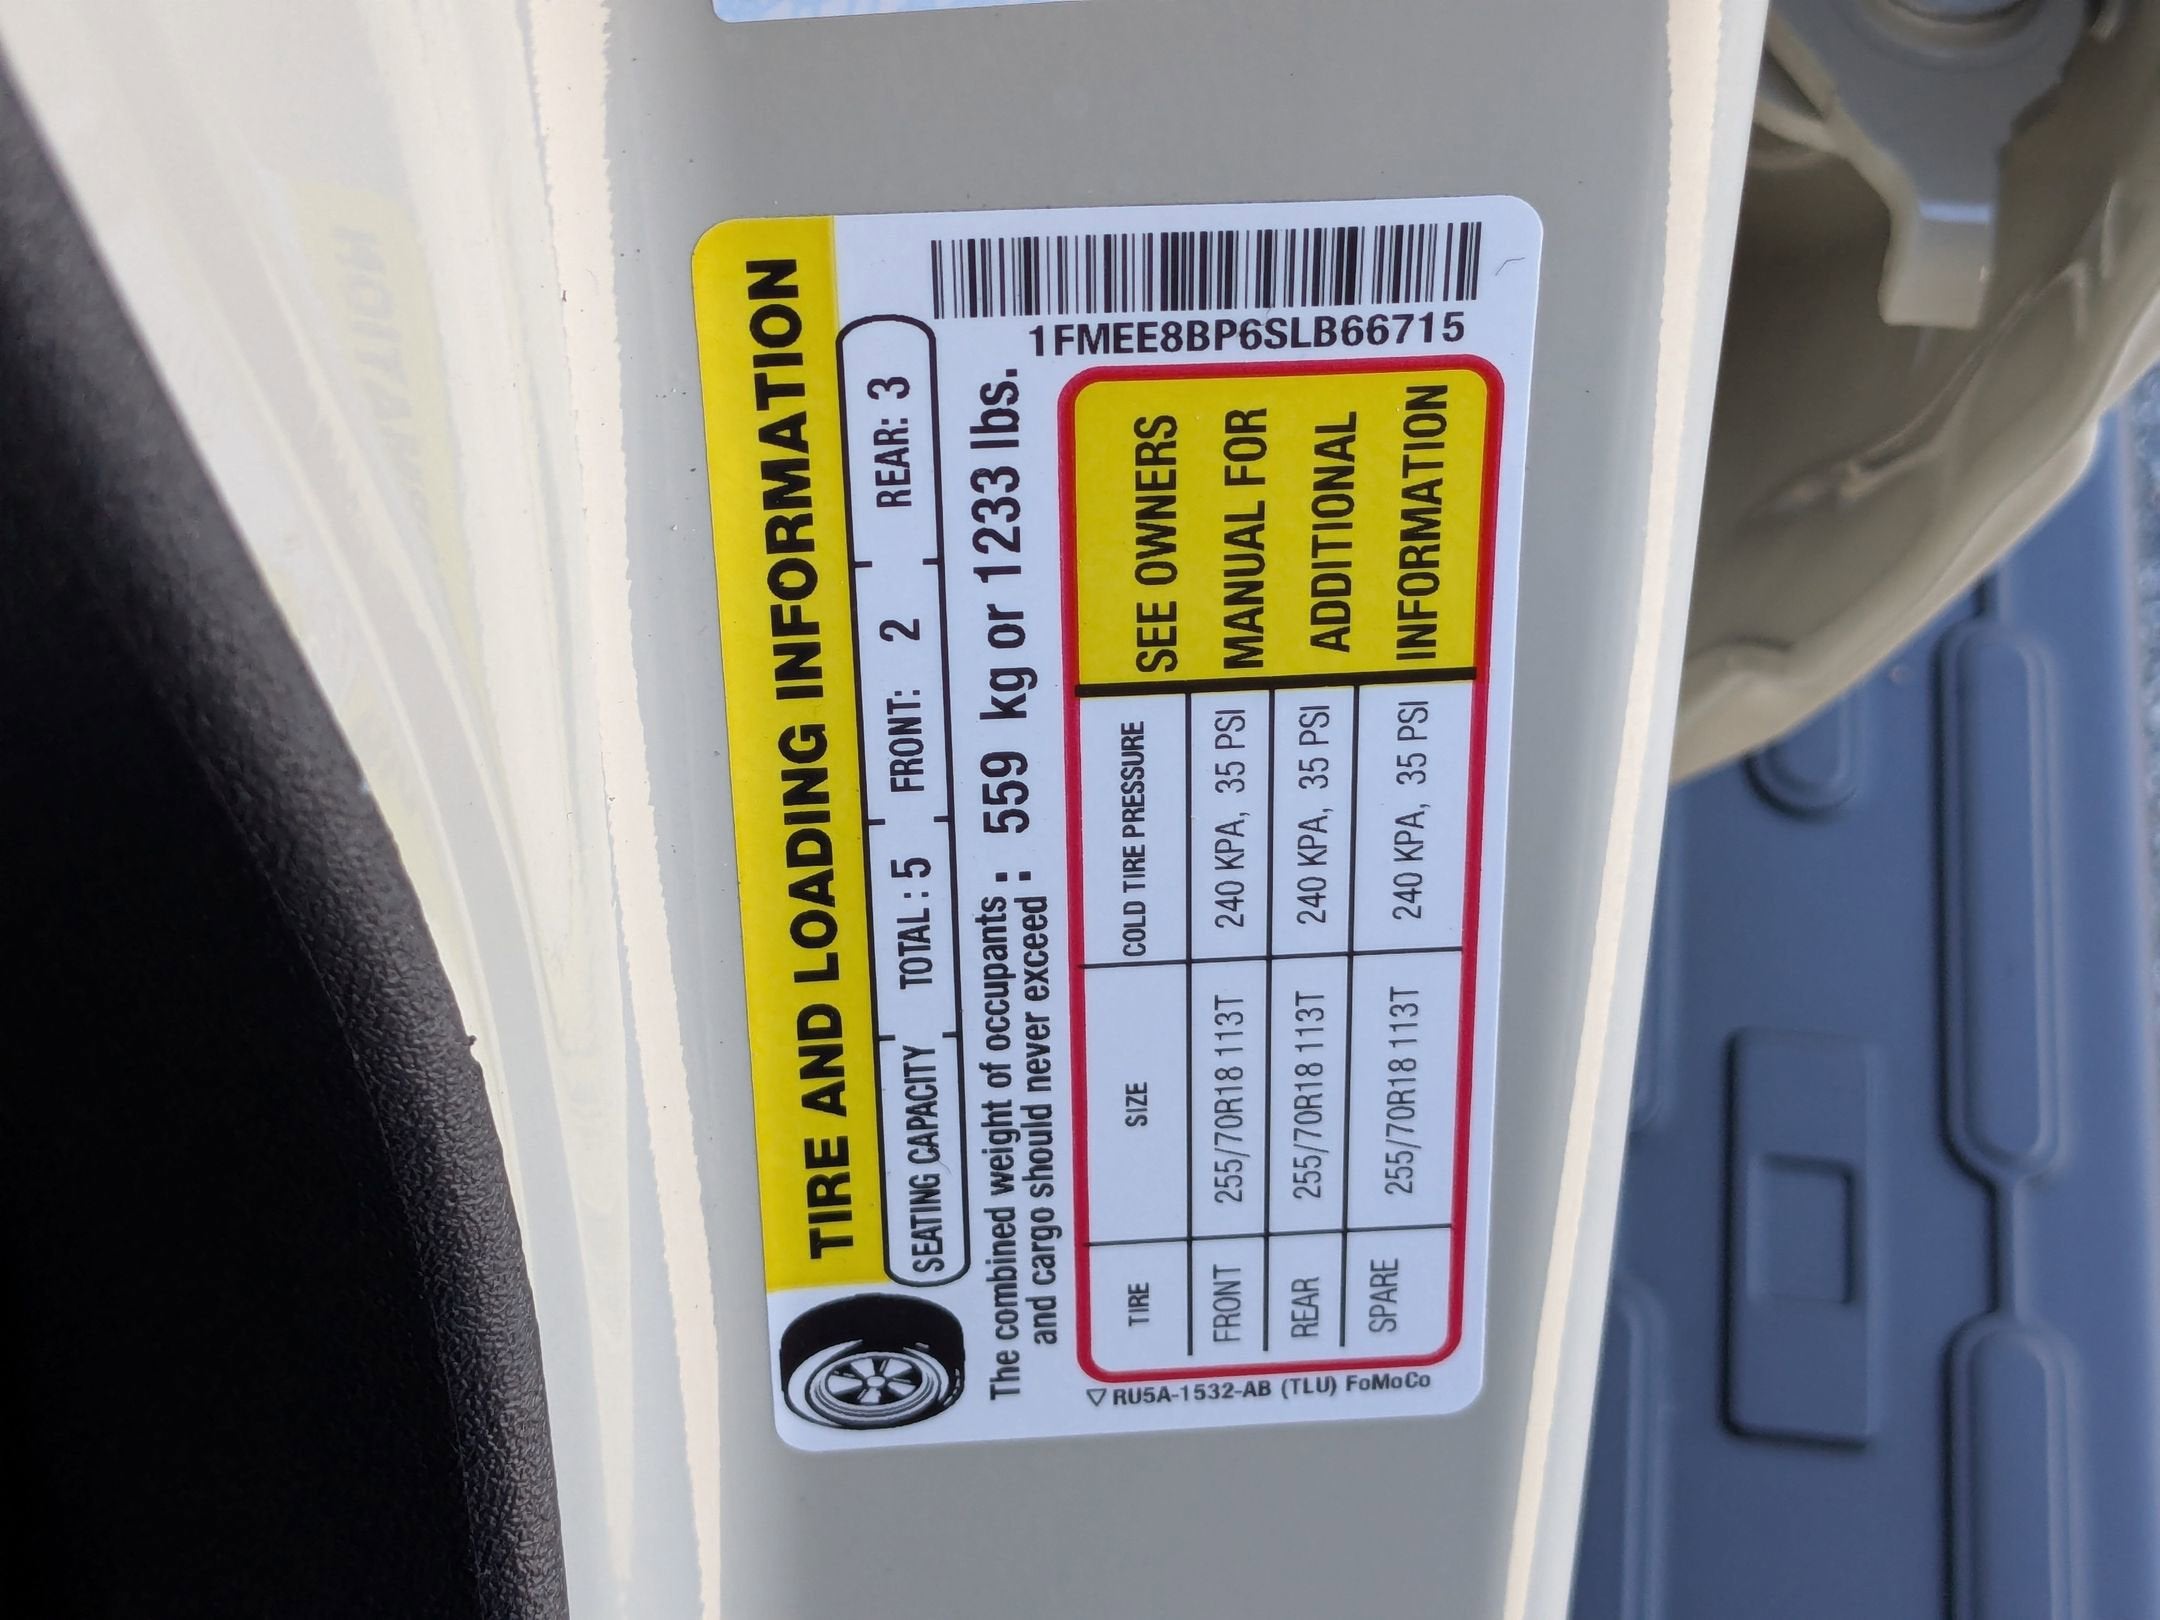 TIRE AND LOADING INFORMATION
SEATING CAPACITY TOTAL : 5 FRONT: 2 REAR: 3
The combined weight of occupants : 559 kg or 1233 lbs.
and cargo should never exceed :
1FMEE8BP6SLB66715
TIRE SIZE COLD TIRE PRESSURE
FRONT 255/70R18 113T 240 KPA, 35 PSI
REAR 255/70R18 113T 240 KPA, 35 PSI
SPARE 255/70R18 113T 240 KPA, 35 PSI
SEE OWNERS
MANUAL FOR
ADDITIONAL
INFORMATION
RU5A-1532-AB (TLU) FoMoCo